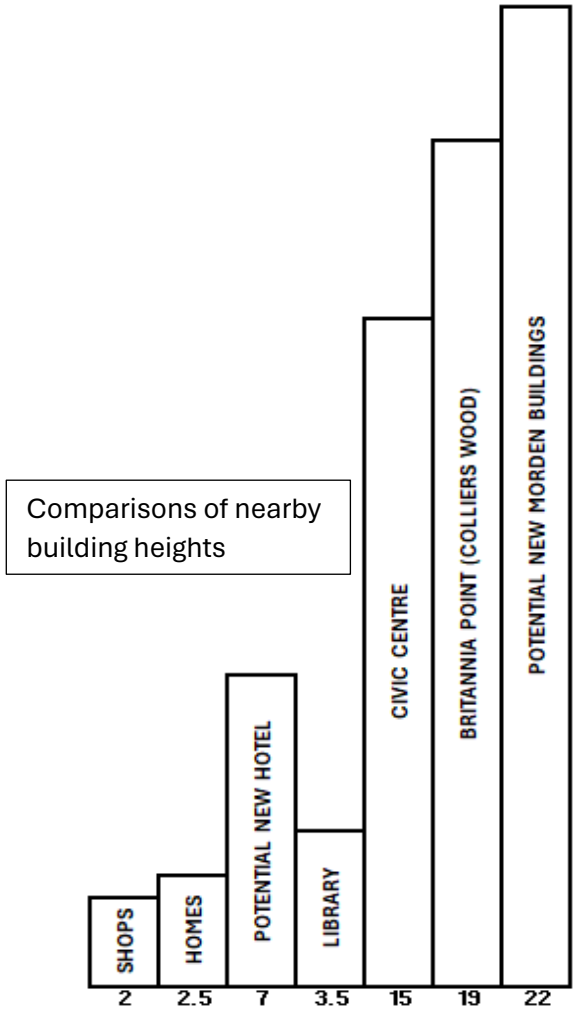 Comparisons of nearby
building heights
SHOPS
HOMES
POTENTIAL NEW HOTEL
LIBRARY
CIVIC CENTRE
BRITANNIA POINT (COLLIERS WOOD)
POTENTIAL NEW MORDEN BUILDINGS
2 2.5 7 3.5 15 19 22